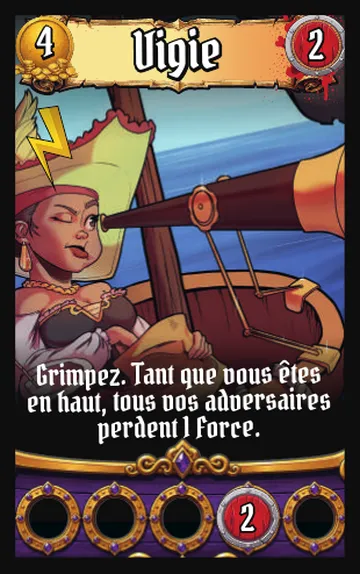 4
Vigie
2
Grimpez. Tant que vous êtes
en haut, tous vos adversaires
perdent 1 Force.
2